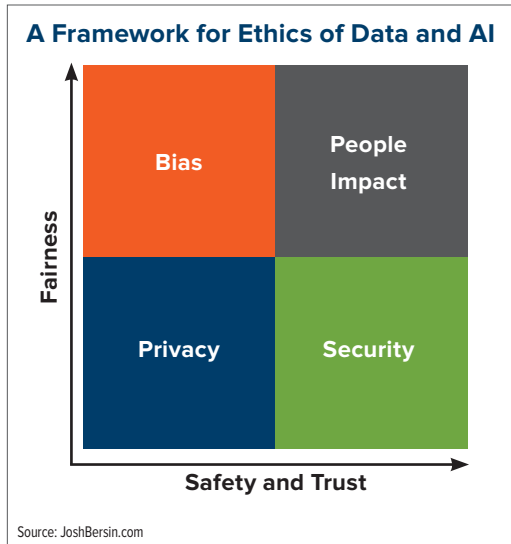 A Framework for Ethics of Data and AI
Fairness
Bias
People
Impact
Privacy
Security
Safety and Trust
Source: JoshBersin.com